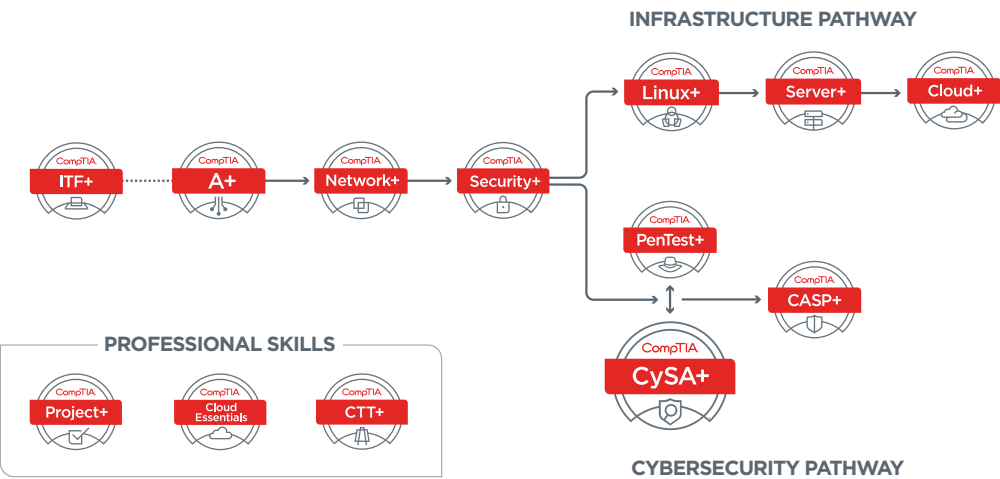 INFRASTRUCTURE PATHWAY
CompTIA.
Linux+
CompTIA.
Server+
CompTIA.
Cloud+
CompTIA
ITF+
CompTIA
A+
CompTIA
Network+
CompTIA
Security+
CompTIA
PenTest+
CompTIA
CASP+
CompTIA.
CySA+
PROFESSIONAL SKILLS
CompTIA
Project+
CompTIA
Cloud
Essentials
CompTIA
CTT+
CYBERSECURITY PATHWAY